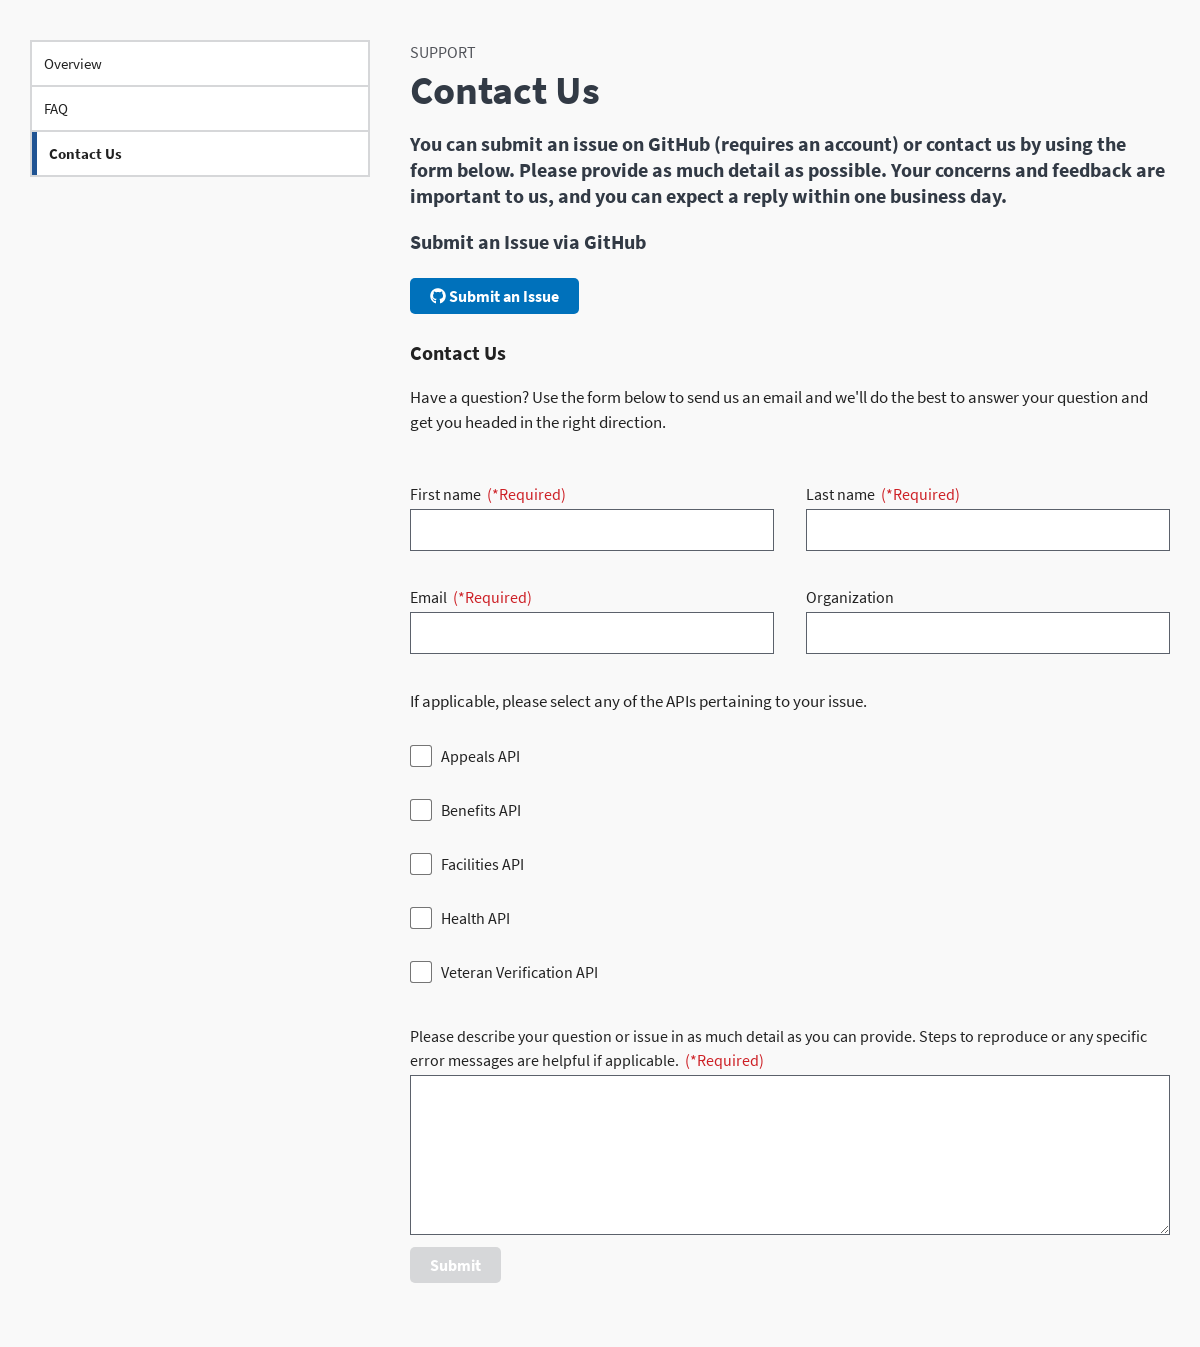 Overview
FAQ
Contact Us
SUPPORT
Contact Us
You can submit an issue on GitHub (requires an account) or contact us by using the
form below. Please provide as much detail as possible. Your concerns and feedback are
important to us, and you can expect a reply within one business day.
Submit an Issue via GitHub
Submit an Issue
Contact Us
Have a question? Use the form below to send us an email and we'll do the best to answer your question and
get you headed in the right direction.
First name (*Required)
Last name (*Required)
Email (*Required)
Organization
If applicable, please select any of the APIs pertaining to your issue.
Appeals API
Benefits API
Facilities API
Health API
Veteran Verification API
Please describe your question or issue in as much detail as you can provide. Steps to reproduce or any specific
error messages are helpful if applicable. (*Required)
Submit